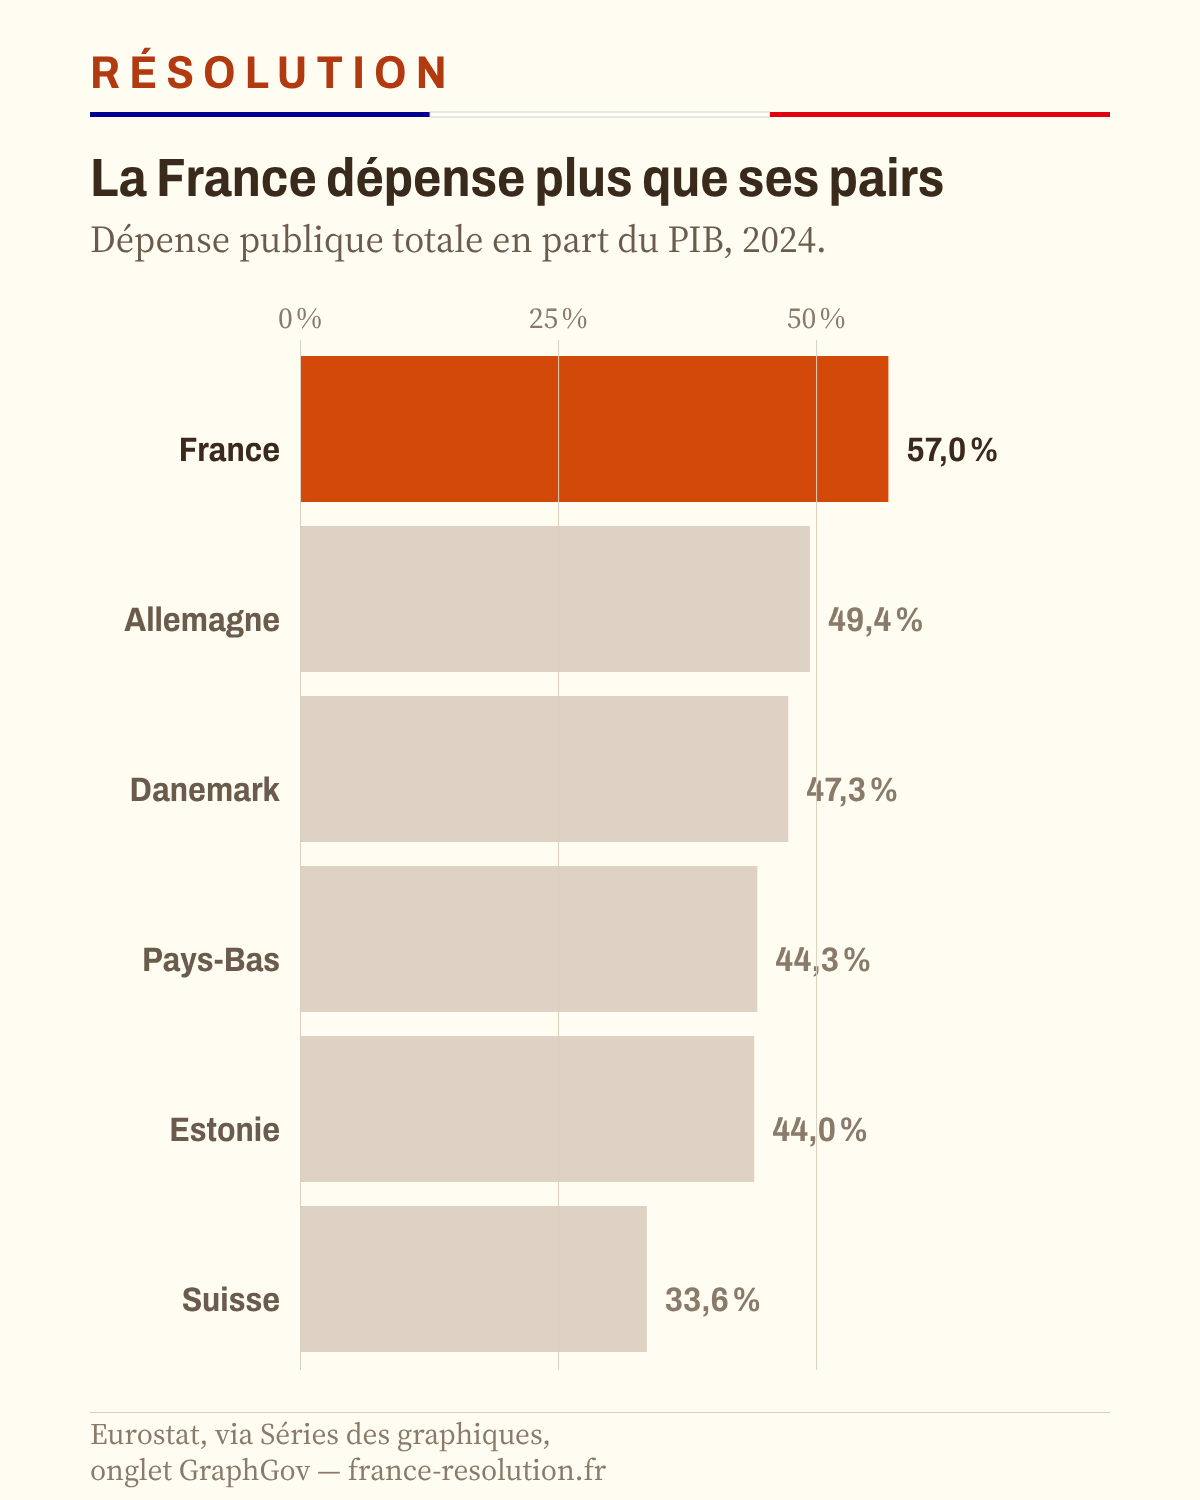 RÉSOLUTION
La France dépense plus que ses pairs
Dépense publique totale en part du PIB, 2024.
0 % 25 % 50 %
France 57,0 %
Allemagne 49,4 %
Danemark 47,3 %
Pays-Bas 44,3 %
Estonie 44,0 %
Suisse 33,6 %
Eurostat, via Séries des graphiques,
onglet GraphGov — france-resolution.fr